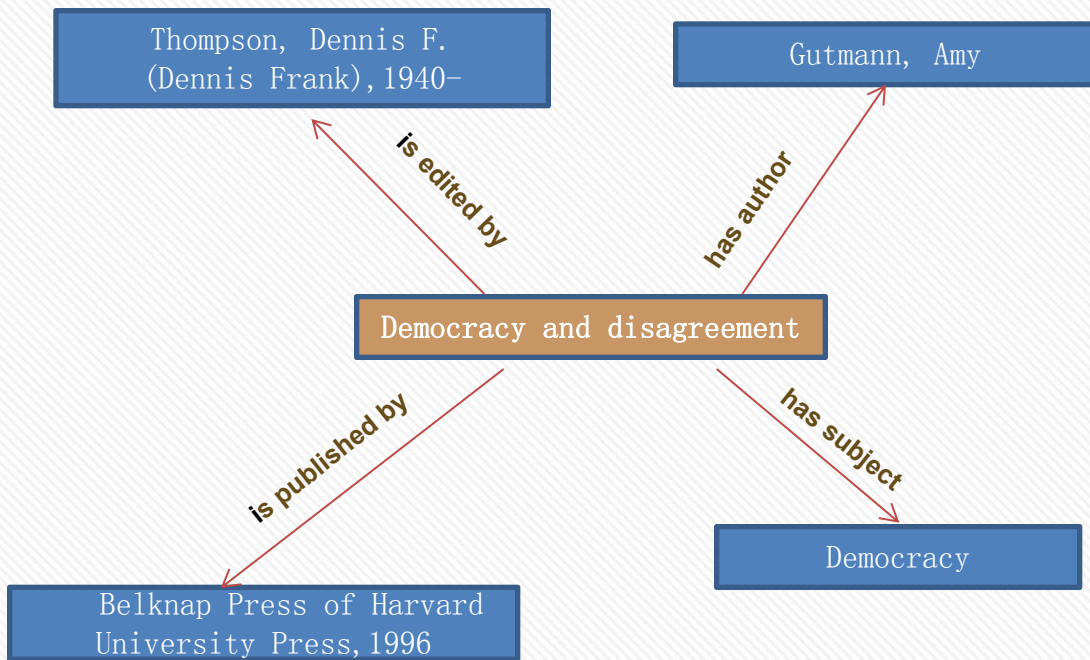 Thompson, Dennis F.
(Dennis Frank),1940-
Gutmann, Amy
is edited by
has author
Democracy and disagreement
is published by
has subject
Democracy
Belknap Press of Harvard
University Press,1996